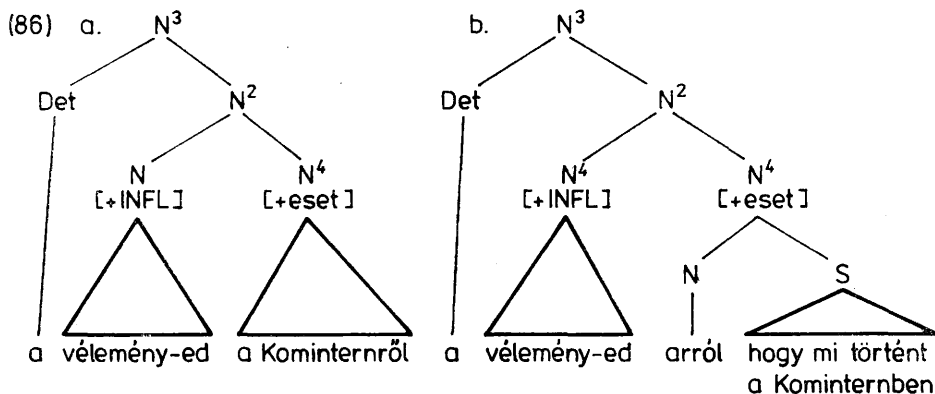 (86) a. N³ b. N³
Det N² Det N²
N N⁴ N⁴ N⁴
[+INFL] [+eset] [+INFL] [+eset]
N S
a vélemény-ed a Kominternről a vélemény-ed arról hogy mi történt
a Kominternben